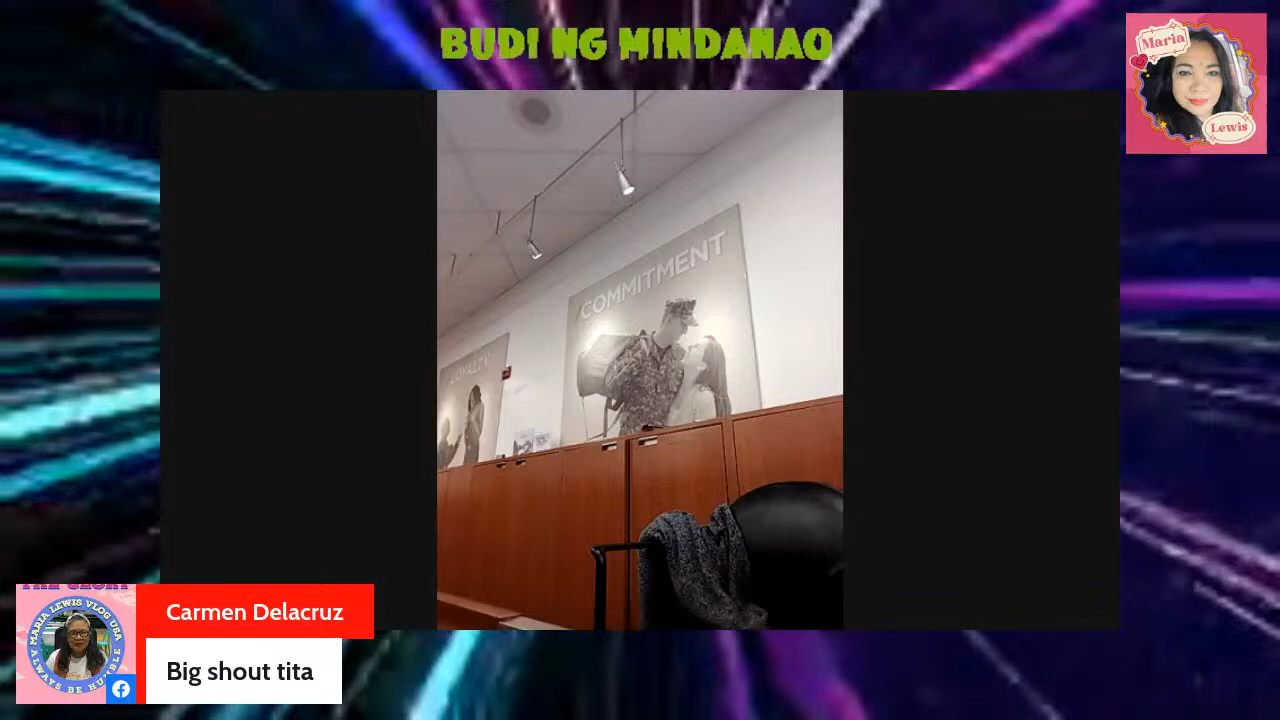 BUDI NG MINDANAO
Maria
Lewis
/COMMITMENT
LOYALTY
MARIA LEWIS VLOG USA
ALWAYS BE HUMBLE
Carmen Delacruz
Big shout tita